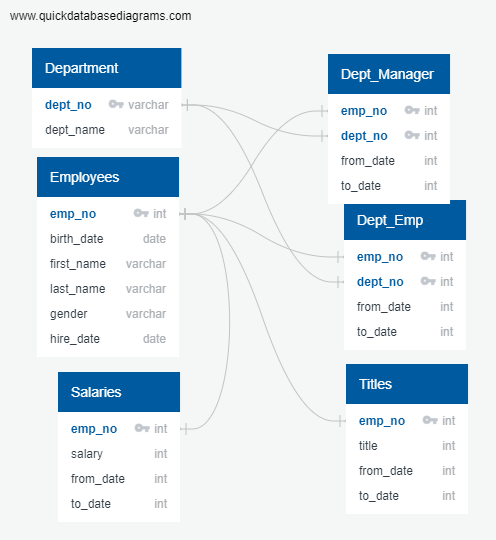 www.quickdatabasediagrams.com
Department
dept_no varchar
dept_name varchar
Employees
emp_no int
birth_date date
first_name varchar
last_name varchar
gender varchar
hire_date date
Salaries
emp_no int
salary int
from_date int
to_date int
Dept_Manager
emp_no int
dept_no int
from_date int
to_date int
Dept_Emp
emp_no int
dept_no int
from_date int
to_date int
Titles
emp_no int
title int
from_date int
to_date int